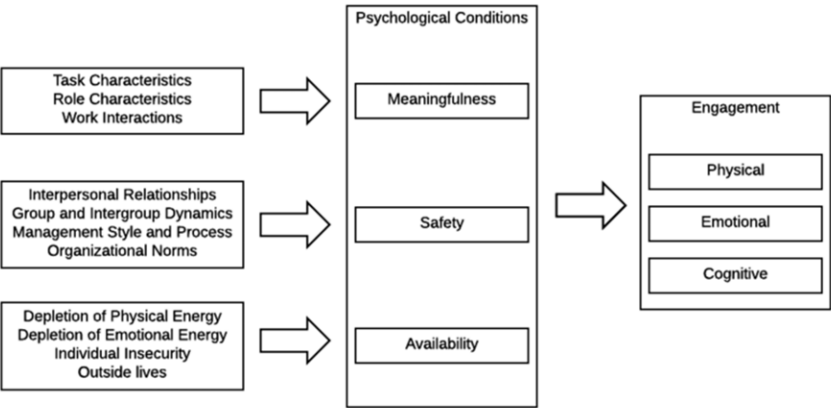 Task Characteristics
Role Characteristics
Work Interactions
Interpersonal Relationships
Group and Intergroup Dynamics
Management Style and Process
Organizational Norms
Depletion of Physical Energy
Depletion of Emotional Energy
Individual Insecurity
Outside lives
Psychological Conditions
Meaningfulness
Safety
Availability
Engagement
Physical
Emotional
Cognitive